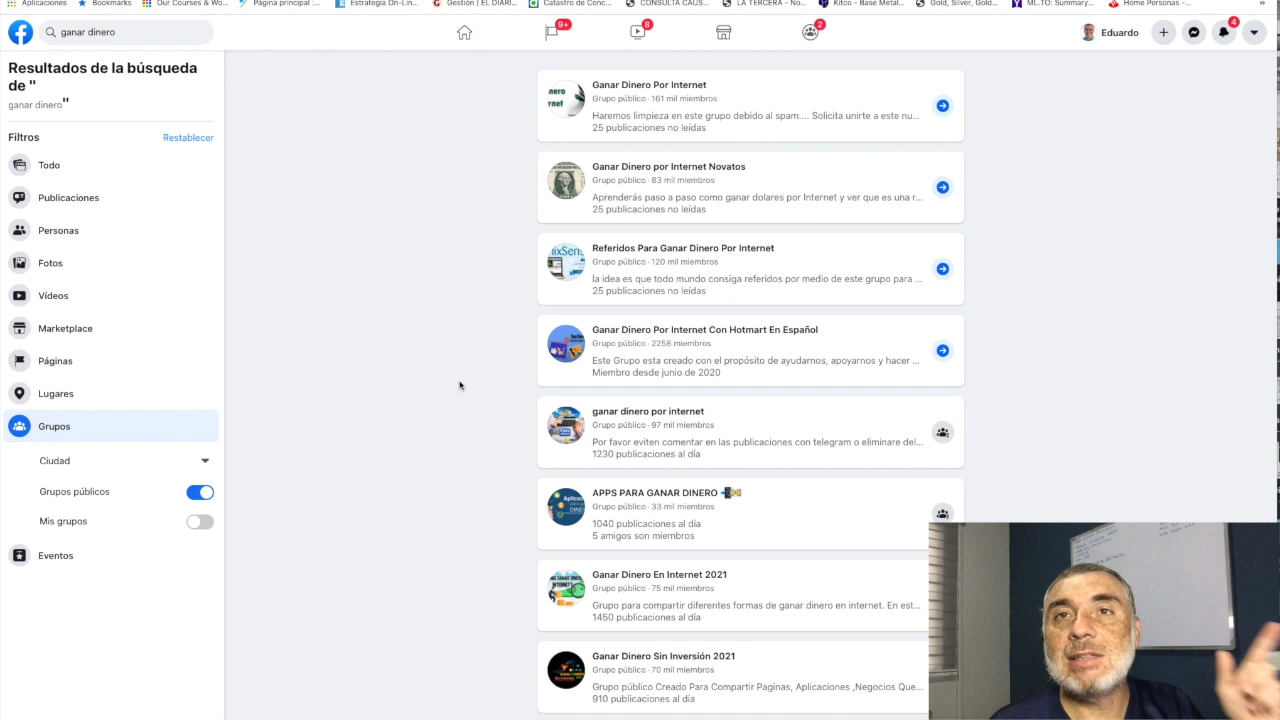 Aplicaciones
Bookmarks
Our Courses & W...
Página principal :...
Estrategia On-Lin...
Gestión | EL DIARI...
Catastro de Conc...
CONSULTA CAUS...
LA TERCERA - No...
Kitco - Base Metal...
Gold, Silver, Gold...
ML.TO: Summary...
Home Personas -...
ganar dinero
9+
8
2
Eduardo
4
Resultados de la búsqueda
de "
ganar dinero"
Filtros
Restablecer
Todo
Publicaciones
Personas
Fotos
Vídeos
Marketplace
Páginas
Lugares
Grupos
Ciudad
Grupos públicos
Mis grupos
Eventos
Ganar Dinero Por Internet
Grupo público · 161 mil miembros
Haremos limpieza en este grupo debido al spam.... Solicita unirte a este nu...
25 publicaciones no leídas
Ganar Dinero por Internet Novatos
Grupo público · 83 mil miembros
Aprenderás paso a paso como ganar dolares por Internet y ver que es una r...
25 publicaciones no leídas
Referidos Para Ganar Dinero Por Internet
Grupo público · 120 mil miembros
la idea es que todo mundo consiga referidos por medio de este grupo para ...
25 publicaciones no leídas
Ganar Dinero Por Internet Con Hotmart En Español
Grupo público · 2258 miembros
Este Grupo esta creado con el propósito de ayudarnos, apoyarnos y hacer ...
Miembro desde junio de 2020
ganar dinero por internet
Grupo público · 97 mil miembros
Por favor eviten comentar en las publicaciones con telegram o eliminare del...
1230 publicaciones al día
APPS PARA GANAR DINERO
Grupo público · 33 mil miembros
1040 publicaciones al día
5 amigos son miembros
Ganar Dinero En Internet 2021
Grupo público · 75 mil miembros
Grupo para compartir diferentes formas de ganar dinero en internet. En est...
1450 publicaciones al día
Ganar Dinero Sin Inversión 2021
Grupo público · 70 mil miembros
Grupo público Creado Para Compartir Paginas, Aplicaciones ,Negocios Que...
910 publicaciones al día